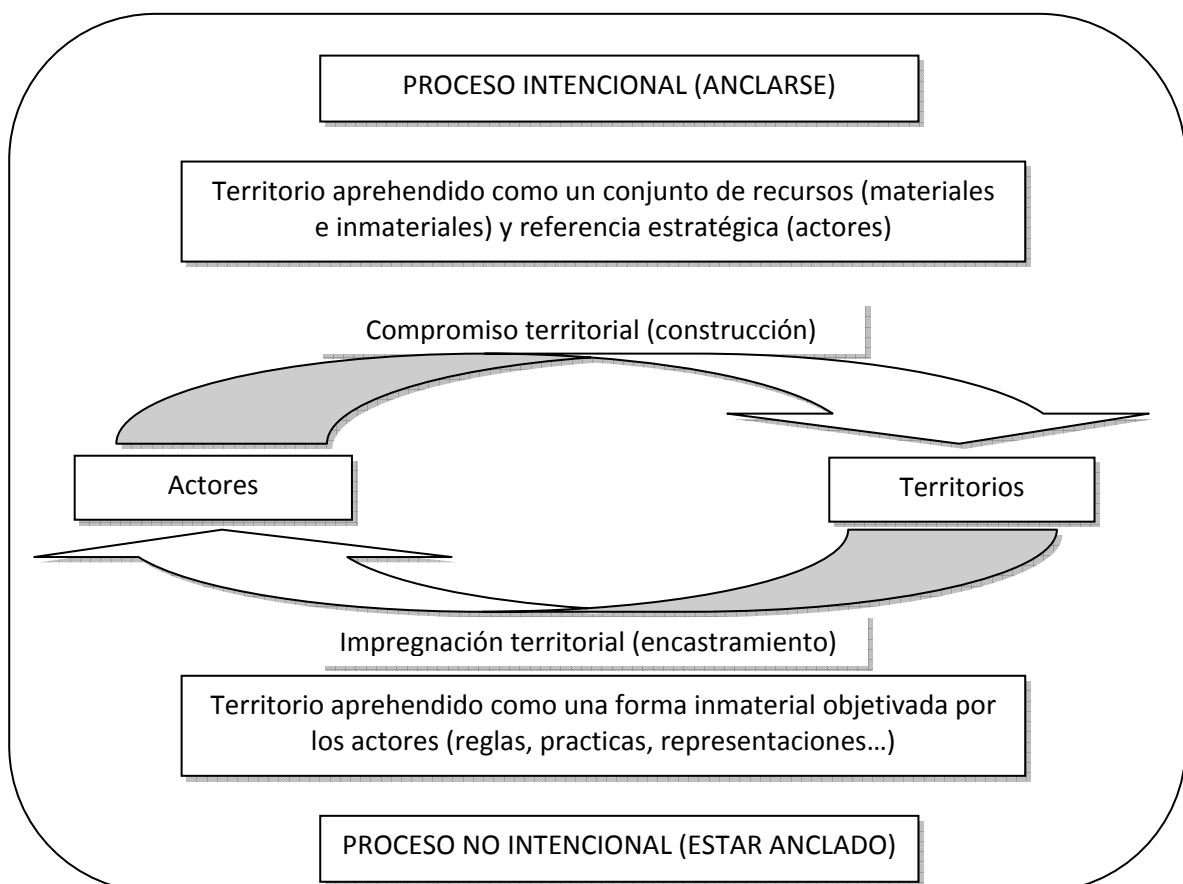 PROCESO INTENCIONAL (ANCLARSE)
Territorio aprehendido como un conjunto de recursos (materiales
e inmateriales) y referencia estratégica (actores)
Compromiso territorial (construcción)
Actores
Territorios
Impregnación territorial (encastramiento)
Territorio aprehendido como una forma inmaterial objetivada por
los actores (reglas, practicas, representaciones…)
PROCESO NO INTENCIONAL (ESTAR ANCLADO)